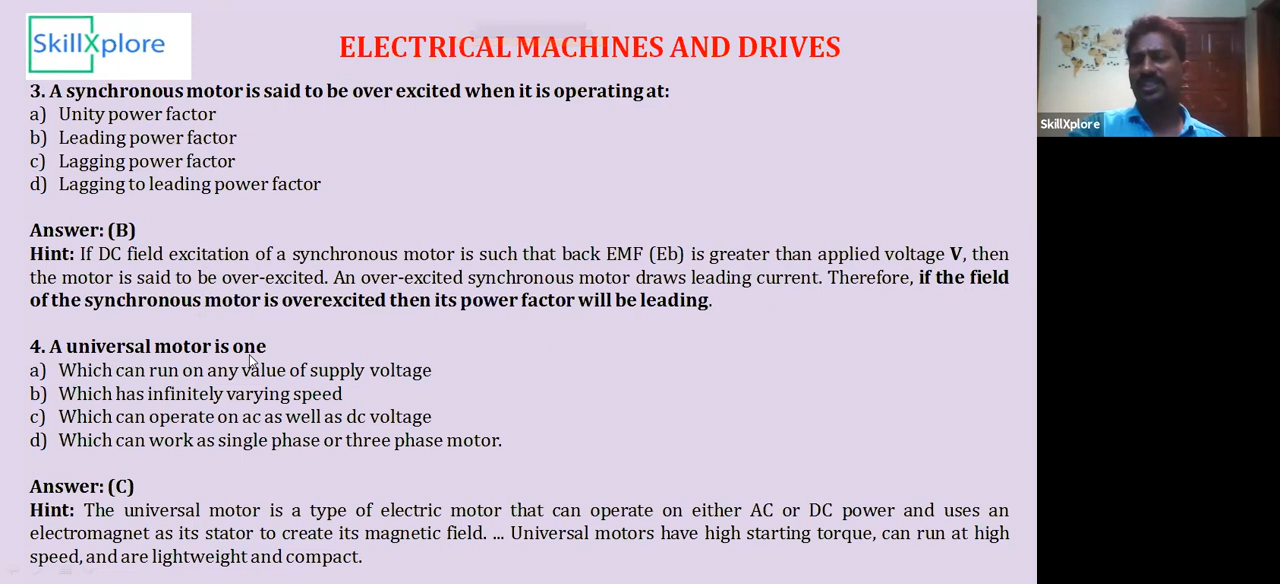 SkillXplore
ELECTRICAL MACHINES AND DRIVES
SkillXplore
3. A synchronous motor is said to be over excited when it is operating at:
a) Unity power factor
b) Leading power factor
c) Lagging power factor
d) Lagging to leading power factor
Answer: (B)
Hint: If DC field excitation of a synchronous motor is such that back EMF (Eb) is greater than applied voltage V, then
the motor is said to be over-excited. An over-excited synchronous motor draws leading current. Therefore, if the field
of the synchronous motor is overexcited then its power factor will be leading.
4. A universal motor is one
a) Which can run on any value of supply voltage
b) Which has infinitely varying speed
c) Which can operate on ac as well as dc voltage
d) Which can work as single phase or three phase motor.
Answer: (C)
Hint: The universal motor is a type of electric motor that can operate on either AC or DC power and uses an
electromagnet as its stator to create its magnetic field. ... Universal motors have high starting torque, can run at high
speed, and are lightweight and compact.